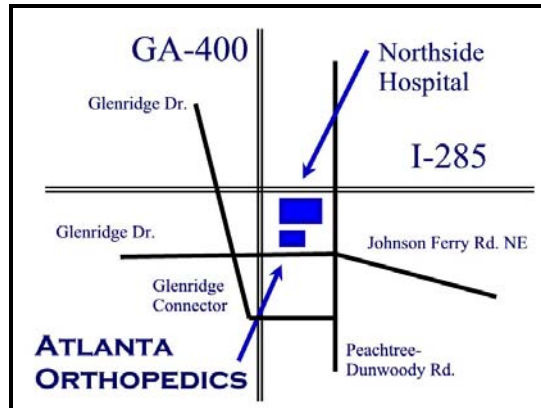 GA-400
Northside
Hospital
Glenridge Dr.
I-285
Glenridge Dr.
Johnson Ferry Rd. NE
Glenridge
Connector
ATLANTA
ORTHOPEDICS
Peachtree-
Dunwoody Rd.